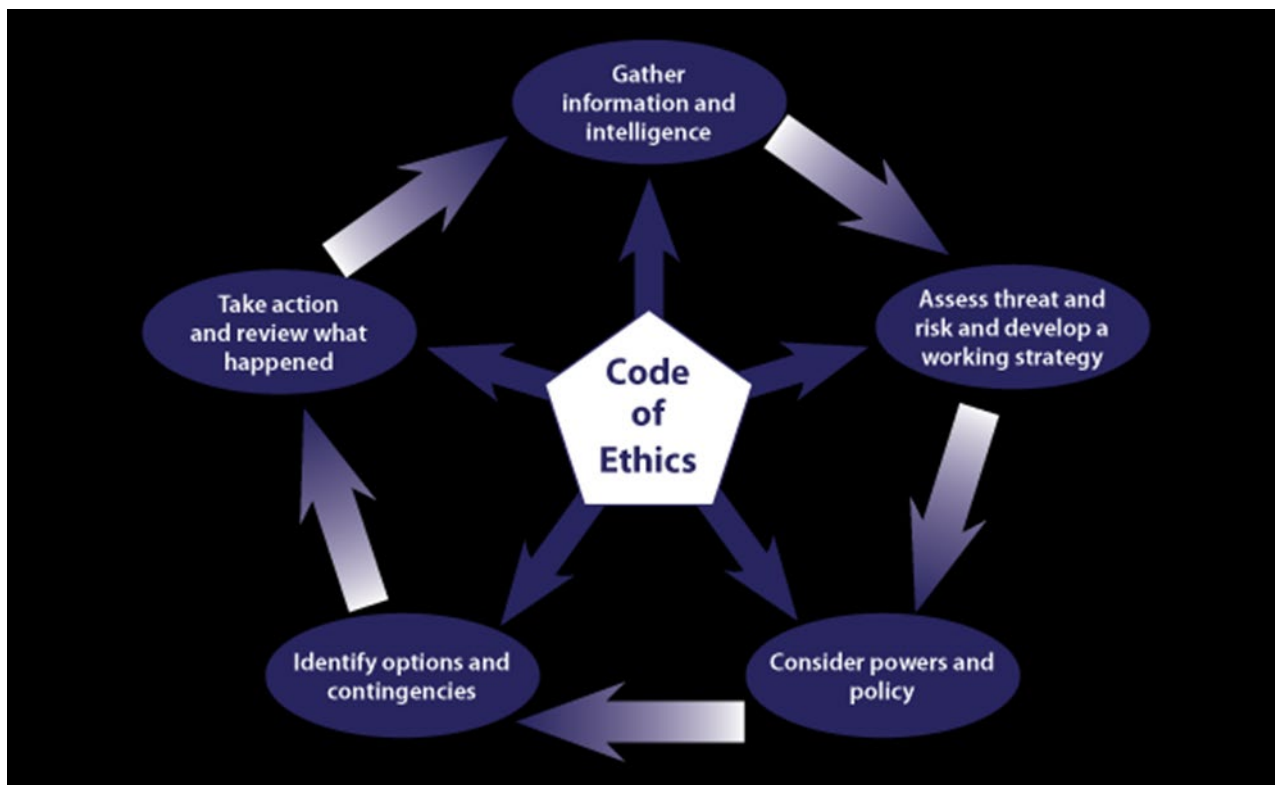 Gather
information and
intelligence
Assess threat and
risk and develop a
working strategy
Consider powers and
policy
Identify options and
contingencies
Take action
and review what
happened
Code
of
Ethics